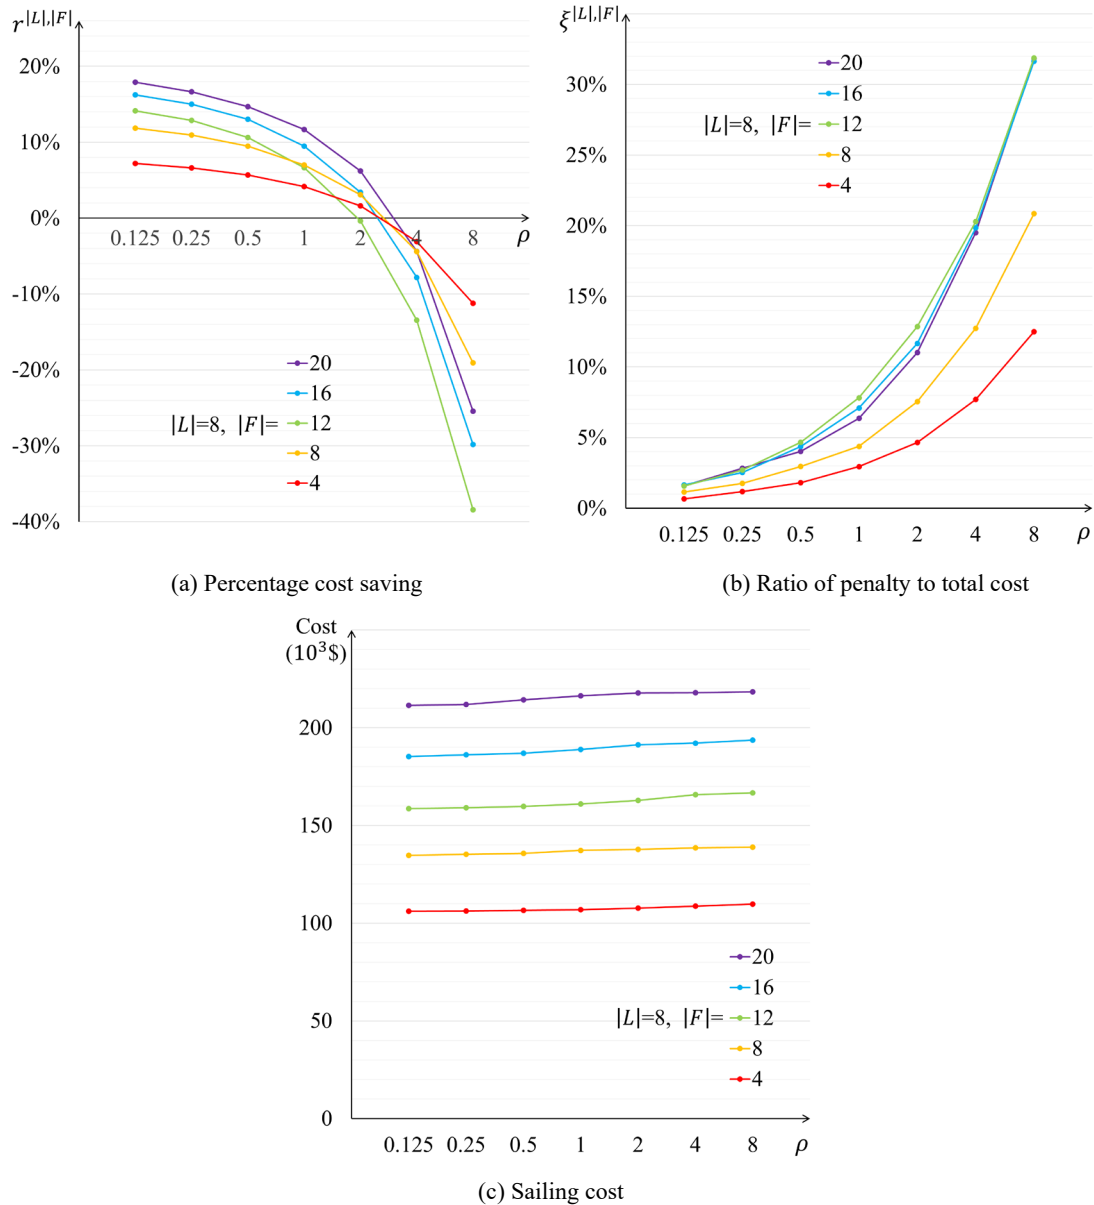 r^{|L|,|F|}
20%
10%
0%
-10%
-20%
-30%
-40%
0.125 0.25 0.5 1 2 4 8 ρ
20
16
|L|=8, |F|= 12
8
4
(a) Percentage cost saving
ξ^{|L|,|F|}
30%
25%
20%
15%
10%
5%
0%
20
16
|L|=8, |F|= 12
8
4
0.125 0.25 0.5 1 2 4 8 ρ
(b) Ratio of penalty to total cost
Cost
(10³$)
200
150
100
50
0
20
16
|L|=8, |F|= 12
8
4
0.125 0.25 0.5 1 2 4 8 ρ
(c) Sailing cost